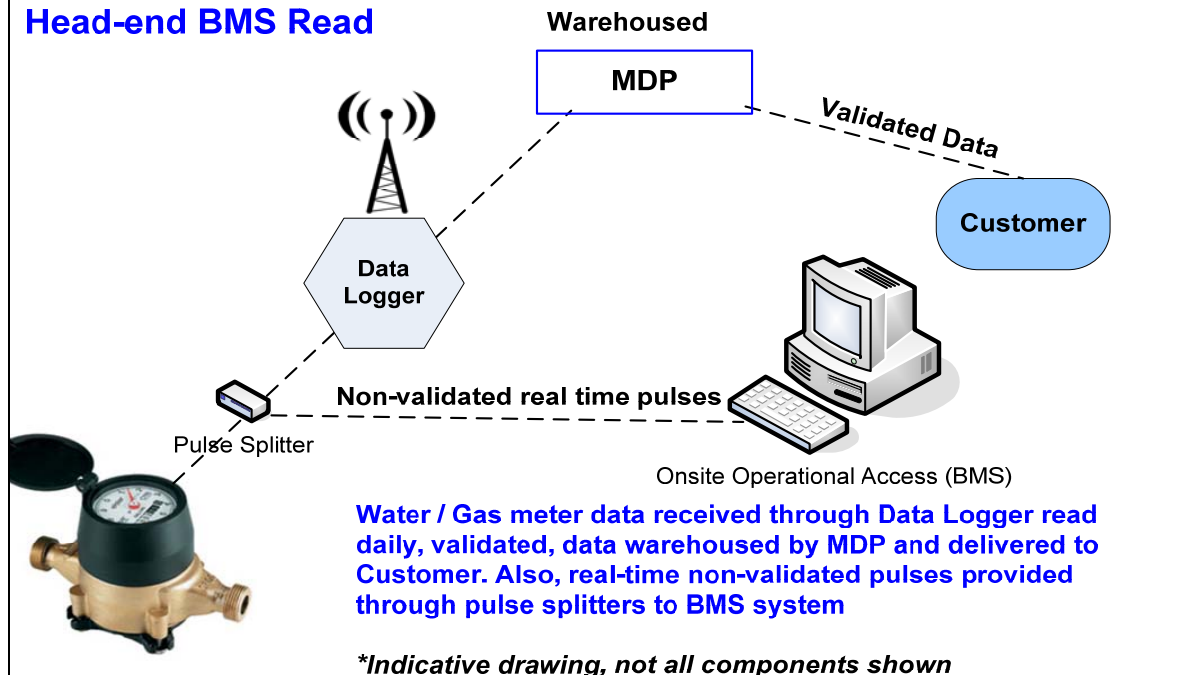 Head-end BMS Read
Warehoused
MDP
Validated Data
Customer
Data
Logger
Non-validated real time pulses
Pulse Splitter
Onsite Operational Access (BMS)
Water / Gas meter data received through Data Logger read
daily, validated, data warehoused by MDP and delivered to
Customer. Also, real-time non-validated pulses provided
through pulse splitters to BMS system
*Indicative drawing, not all components shown